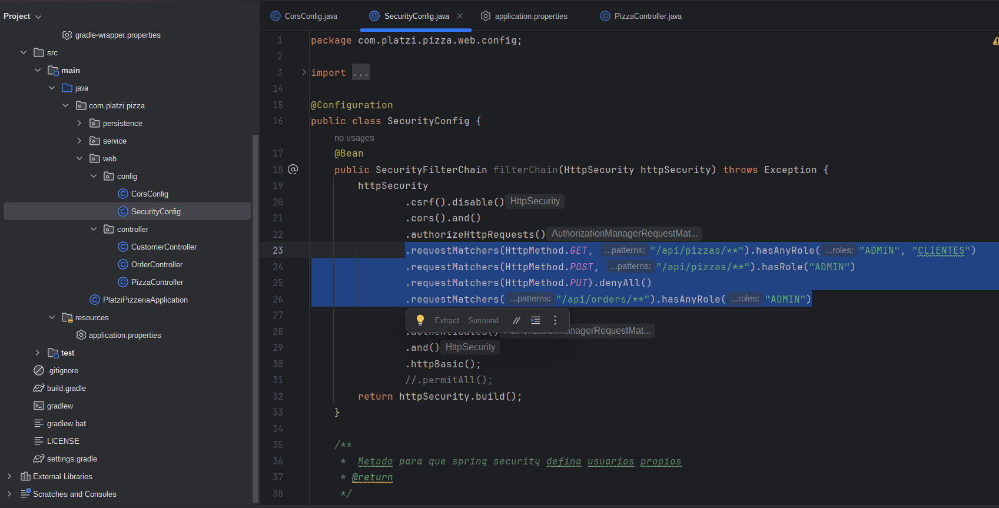 Project
CorsConfig.java
SecurityConfig.java
application.properties
PizzaController.java
gradle-wrapper.properties
src
main
java
com.platzi.pizza
persistence
service
web
config
CorsConfig
SecurityConfig
controller
CustomerController
OrderController
PizzaController
PlatziPizzeriaApplication
resources
application.properties
test
.gitignore
build.gradle
gradlew
gradlew.bat
LICENSE
settings.gradle
External Libraries
Scratches and Consoles
1 package com.platzi.pizza.web.config;
2
3 import ...
14
15 @Configuration
16 public class SecurityConfig {
no usages
17 @Bean
18 public SecurityFilterChain filterChain(HttpSecurity httpSecurity) throws Exception {
19 httpSecurity
20 .csrf().disable() HttpSecurity
21 .cors().and()
22 .authorizeHttpRequests() AuthorizationManagerRequestMat...
23 .requestMatchers(HttpMethod.GET, ...patterns: "/api/pizzas/**").hasAnyRole( ...roles: "ADMIN", "CLIENTES")
24 .requestMatchers(HttpMethod.POST, ...patterns: "/api/pizzas/**").hasRole("ADMIN")
25 .requestMatchers(HttpMethod.PUT).denyAll()
26 .requestMatchers( ...patterns: "/api/orders/**").hasAnyRole( ...roles: "ADMIN")
27
Extract Surround
28 .authenticated() AuthorizationManagerRequestMat...
29 .and() HttpSecurity
30 .httpBasic();
31 //.permitAll();
32 return httpSecurity.build();
33 }
34
35 /**
36 * Metodo para que spring security defina usuarios propios
37 * @return
38 */